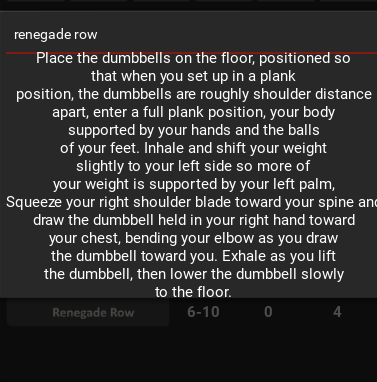 renegade row
Place the dumbbells on the floor, positioned so
that when you set up in a plank
position, the dumbbells are roughly shoulder distance
apart, enter a full plank position, your body
supported by your hands and the balls
of your feet. Inhale and shift your weight
slightly to your left side so more of
your weight is supported by your left palm,
Squeeze your right shoulder blade toward your spine and
draw the dumbbell held in your right hand toward
your chest, bending your elbow as you draw
the dumbbell toward you. Exhale as you lift
the dumbbell, then lower the dumbbell slowly
to the floor.
Renegade Row 6-10 0 4